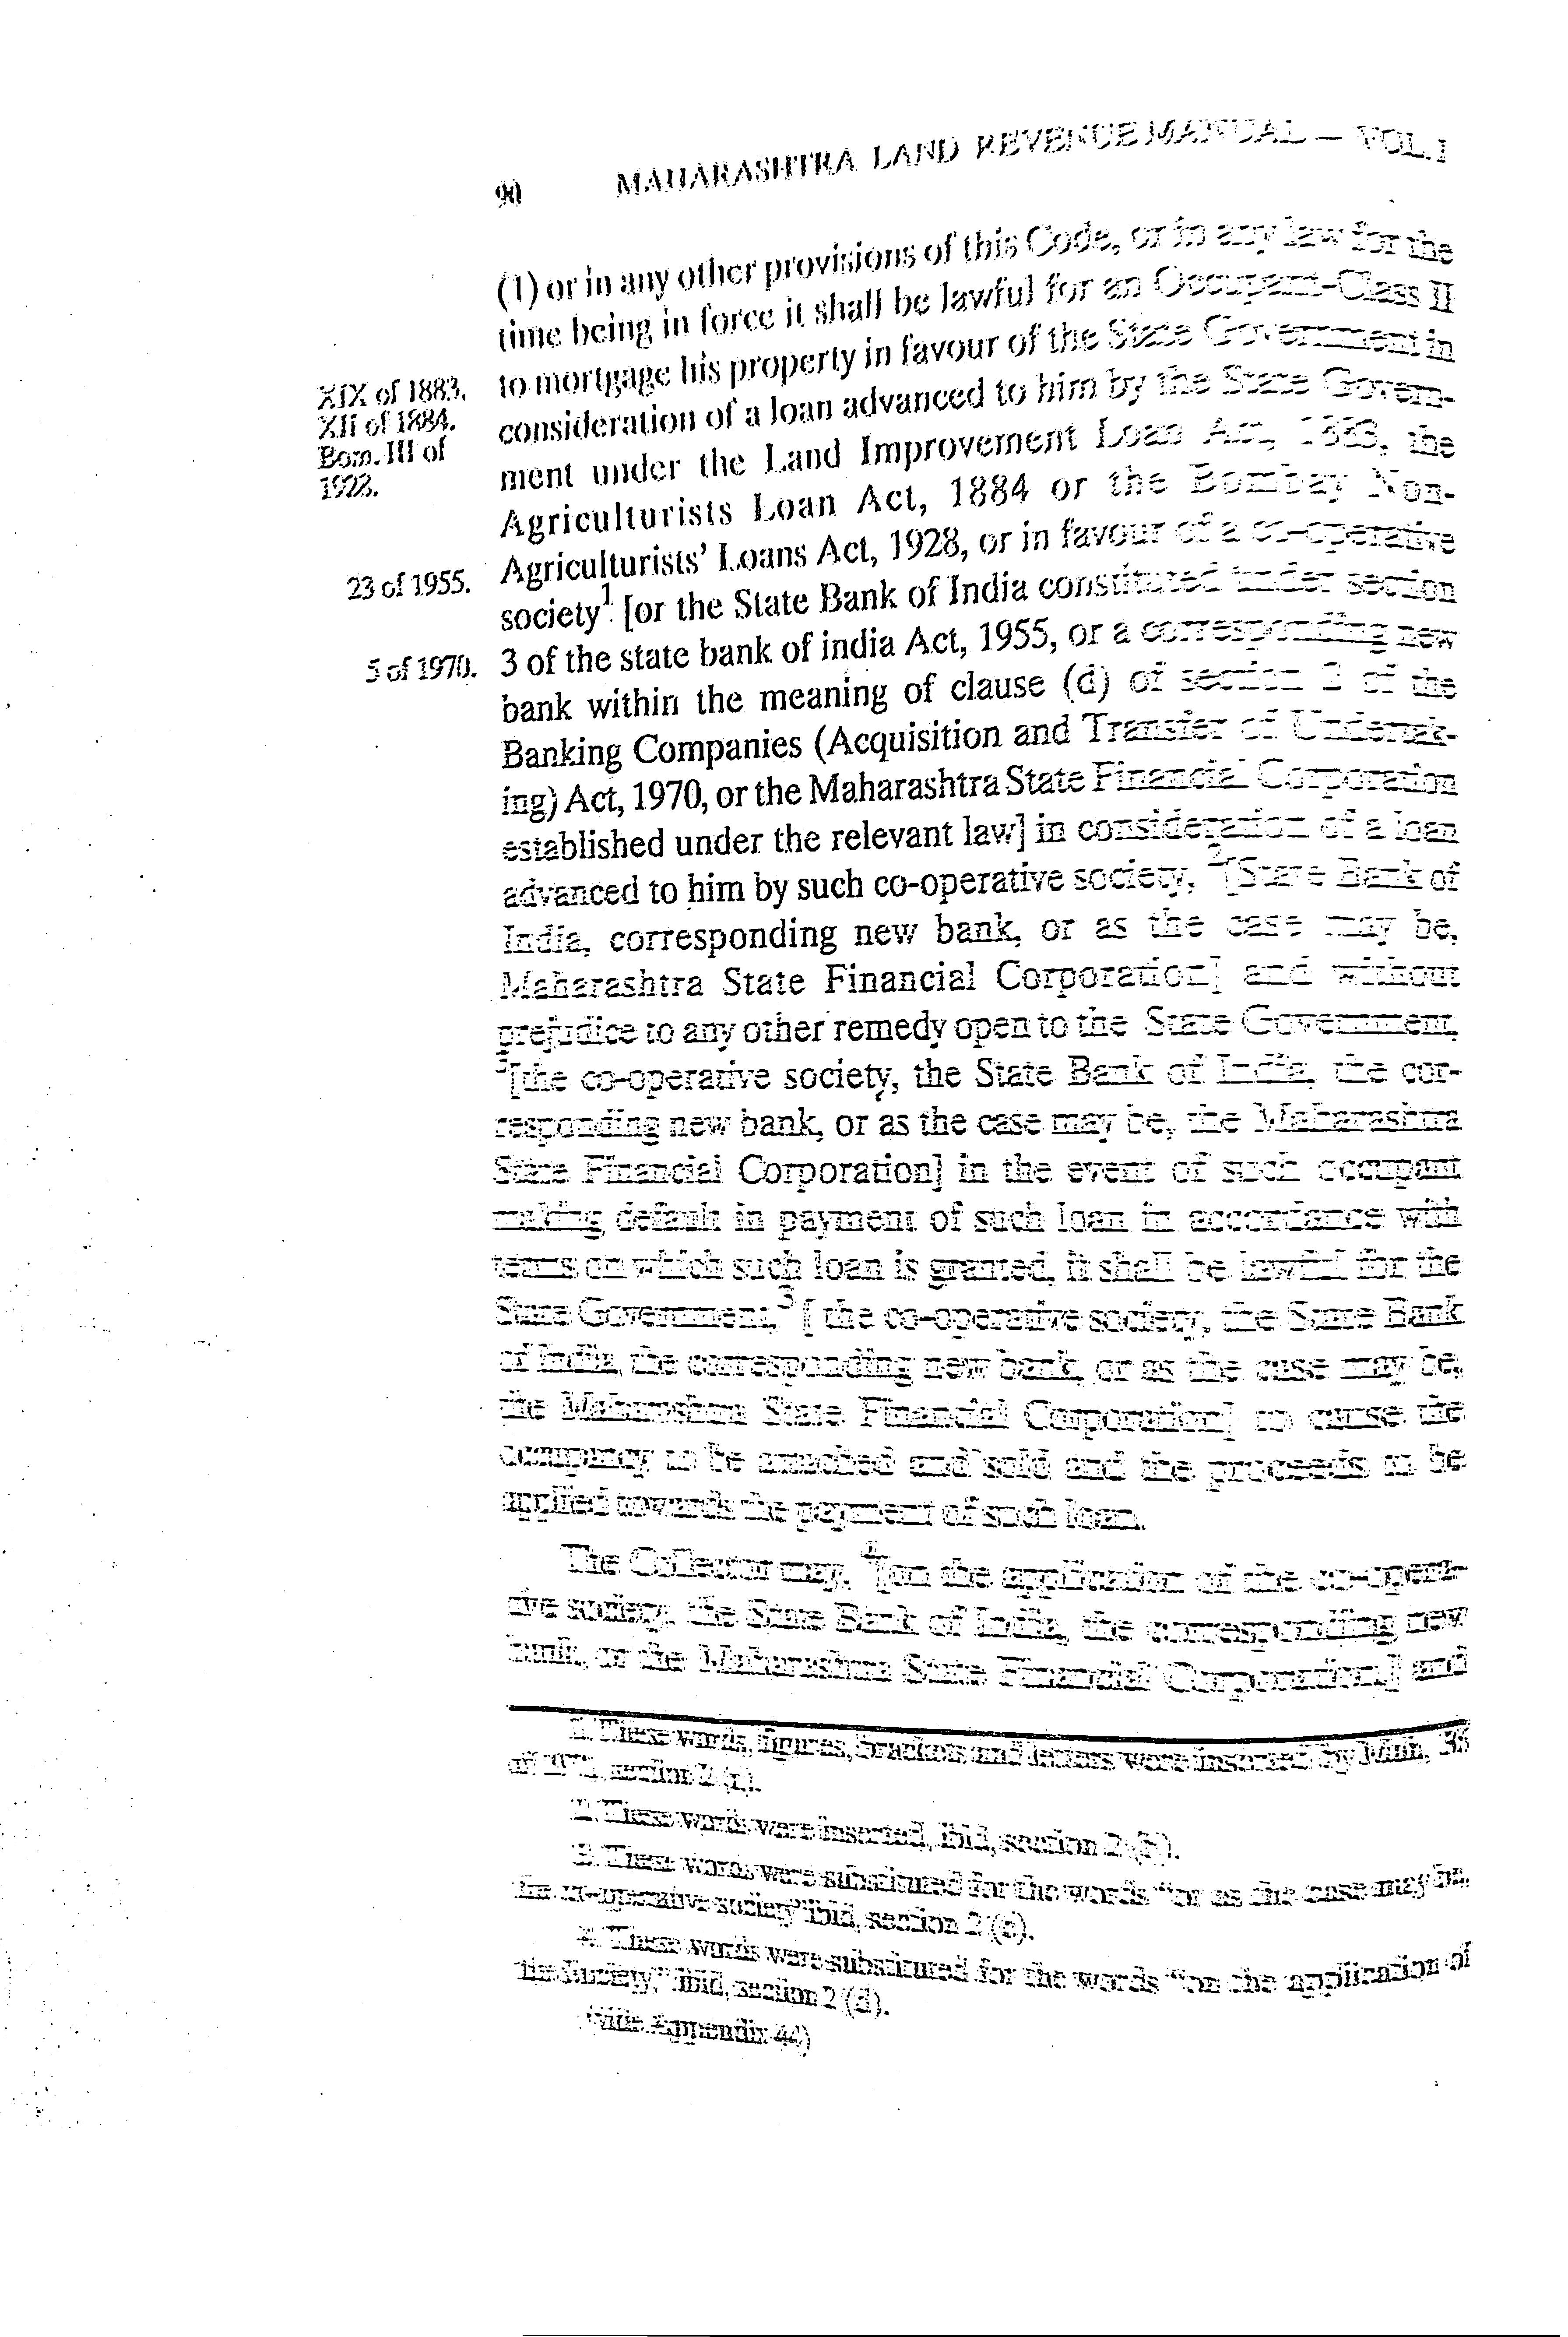 90 MAHARASHTRA LAND REVENUE MANUAL — VOL.I
(1) or in any other provisions of this Code, or in any law for the
time being in force it shall be lawful for an Occupant-Class II
XIX of 1883. to mortgage his property in favour of the State Government in
XII of 1884. consideration of a loan advanced to him by the State Govern-
Bom. III of ment under the Land Improvement Loan Act, 1883, the
1928. Agriculturists Loan Act, 1884 or the Bombay Non-
Agriculturists' Loans Act, 1928, or in favour of a co-operative
23 of 1955. society1 [or the State Bank of India constituted under section
3 of the state bank of india Act, 1955, or a corresponding new
5 of 1970. bank within the meaning of clause (d) of section 2 of the
Banking Companies (Acquisition and Transfer of Undertak-
ing) Act, 1970, or the Maharashtra State Financial Corporation
established under the relevant law] in consideration of a loan
advanced to him by such co-operative society, 2[State Bank of
India, corresponding new bank, or as the case may be,
Maharashtra State Financial Corporation] and without
prejudice to any other remedy open to the State Government,
3[the co-operative society, the State Bank of India, the cor-
responding new bank, or as the case may be, the Maharashtra
State Financial Corporation] in the event of such occupant
making default in payment of such loan in accordance with
terms on which such loan is granted, it shall be lawful for the
State Government, 3 [ the co-operative society, the State Bank
of India, the corresponding new bank, or as the case may be,
the Maharashtra State Financial Corporation] to cause the
occupancy to be attached and sold and the proceeds to be
applied towards the payment of such loan.
The Collector may, 4[on the application of the co-opera-
tive society, the State Bank of India, the corresponding new
bank, or the Maharashtra State Financial Corporation,] and
1. These words, figures, brackets and letters were inserted by Mah, 35
of section 2 (a).
2. These words were inserted, ibid, section 2 (b).
3. These words were substituted for the words "or as the case may be,
the co-operative society" ibid, section 2 (c).
4. These words were substituted for the words "on the application of
the Society," ibid, section 2 (d).
(vide Appendix 44)